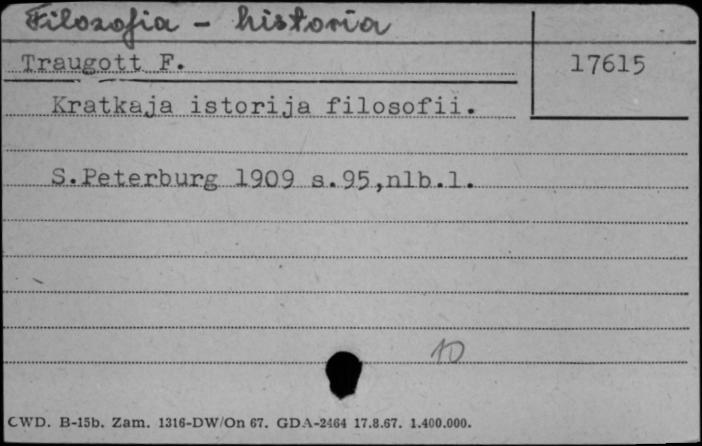 Filozofia - historia
Traugott F.
17615
Kratkaja istorija filosofii.
S.Peterburg 1909 s.95,nlb.l.
10
CWD. B-15b. Zam. 1316-DW/On 67. GDA-2464 17.8.67. 1.400.000.